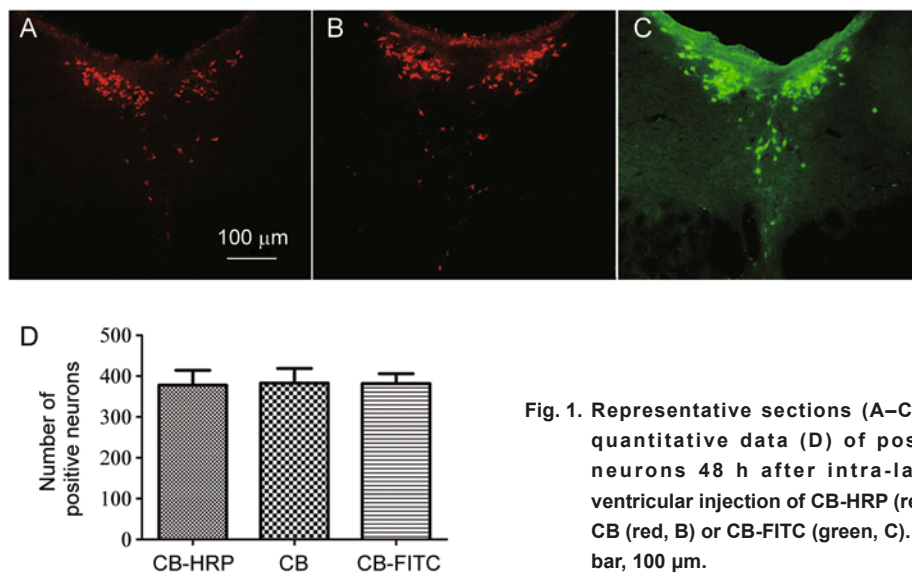 A
B
C
100 μm
D
Number of
positive neurons
500
400
300
200
100
0
CB-HRP
CB
CB-FITC
Fig. 1. Representative sections (A–C
quantitative data (D) of pos
neurons 48 h after intra-la
ventricular injection of CB-HRP (re
CB (red, B) or CB-FITC (green, C).
bar, 100 μm.